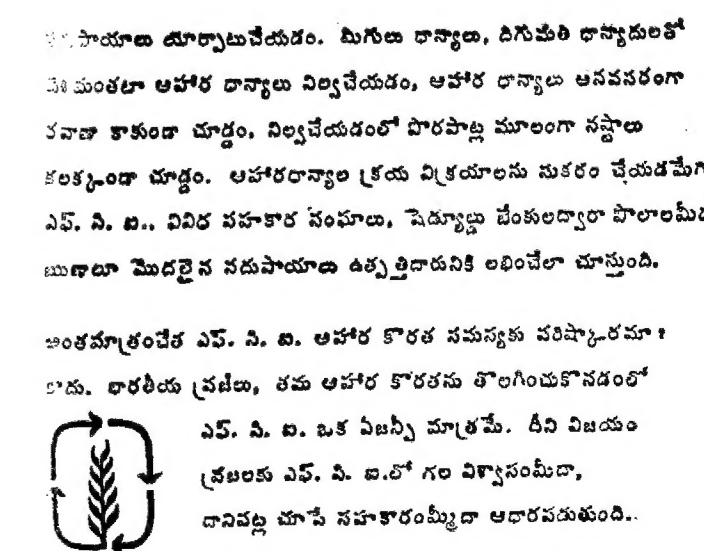 సదుపాయాలు యేర్పాటుచేయడం. మిగులు ధాన్యాలు, దిగుమతి ధాన్యాదులతో
దేశమంతటా ఆహార ధాన్యాలు నిల్వచేయడం, ఆహార ధాన్యాలు అనవసరంగా
రవాణా కాకుండా చూడ్డం, నిల్వచేయడంలో పొరపాట్ల మూలంగా నష్టాలు
కలక్కుండా చూడ్డం. ఆహారధాన్యాల క్రయ విక్రయాలను సుకరం చేయడమేగా
ఎఫ్. సి. ఐ., వివిధ సహకార సంఘాలు, షెడ్యూల్డు బేంకులద్వారా పొలాలమీద
ఋణాలూ మొదలైన సదుపాయాలు ఉత్పత్తిదారునికి లభించేలా చూస్తుంది.
అంతమాత్రంచేత ఎఫ్. సి. ఐ. ఆహార కొరత సమస్యకు పరిష్కారమా?
కాదు. భారతీయ ప్రజలు, తమ ఆహార కొరతను తొలగించుకొనడంలో
ఎఫ్. సి. ఐ. ఒక ఏజన్సీ మాత్రమే. దీని విజయం
ప్రజలకు ఎఫ్. సి. ఐ.లో గల విశ్వాసంమీదా,
దానిపట్ల చూపే సహకారంమ్మీదా ఆధారపడుతుంది.